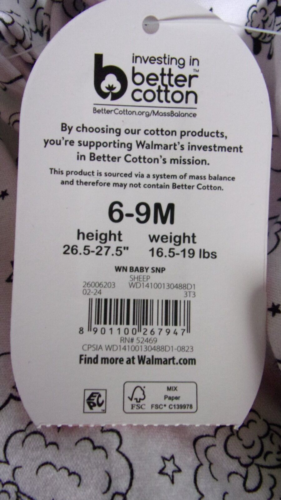 investing in
better
cotton™
BetterCotton.org/MassBalance
By choosing our cotton products,
you're supporting Walmart's investment
in Better Cotton's mission.
This product is sourced via a system of mass balance
and therefore may not contain Better Cotton.
6-9M
height weight
26.5-27.5" 16.5-19 lbs
WN BABY SNP
SHEEP
26006203 WD14100130488D1
02-24 3T3
8 901100 267947
RN# 52469
CPSIA WD14100130488D1-0823
Find more at Walmart.com
FSC
MIX
Paper
FSC® C139976